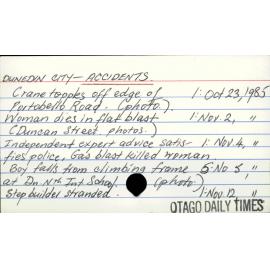 DUNEDIN CITY - ACCIDENTS
Crane topples off edge of 1: Oct 23, 1985
Portobello Road. (photo.)
Woman dies in flat blast 1: Nov. 2, "
(Duncan Street. photos.)
Independent expert advice satis- 1: Nov. 4, "
fies police, Gas blast killed woman
Boy falls from climbing frame 5: No 5, "
at Dn Nth Int School. (photo)
Step builder stranded. 1: Nov. 12, "
OTAGO DAILY TIMES